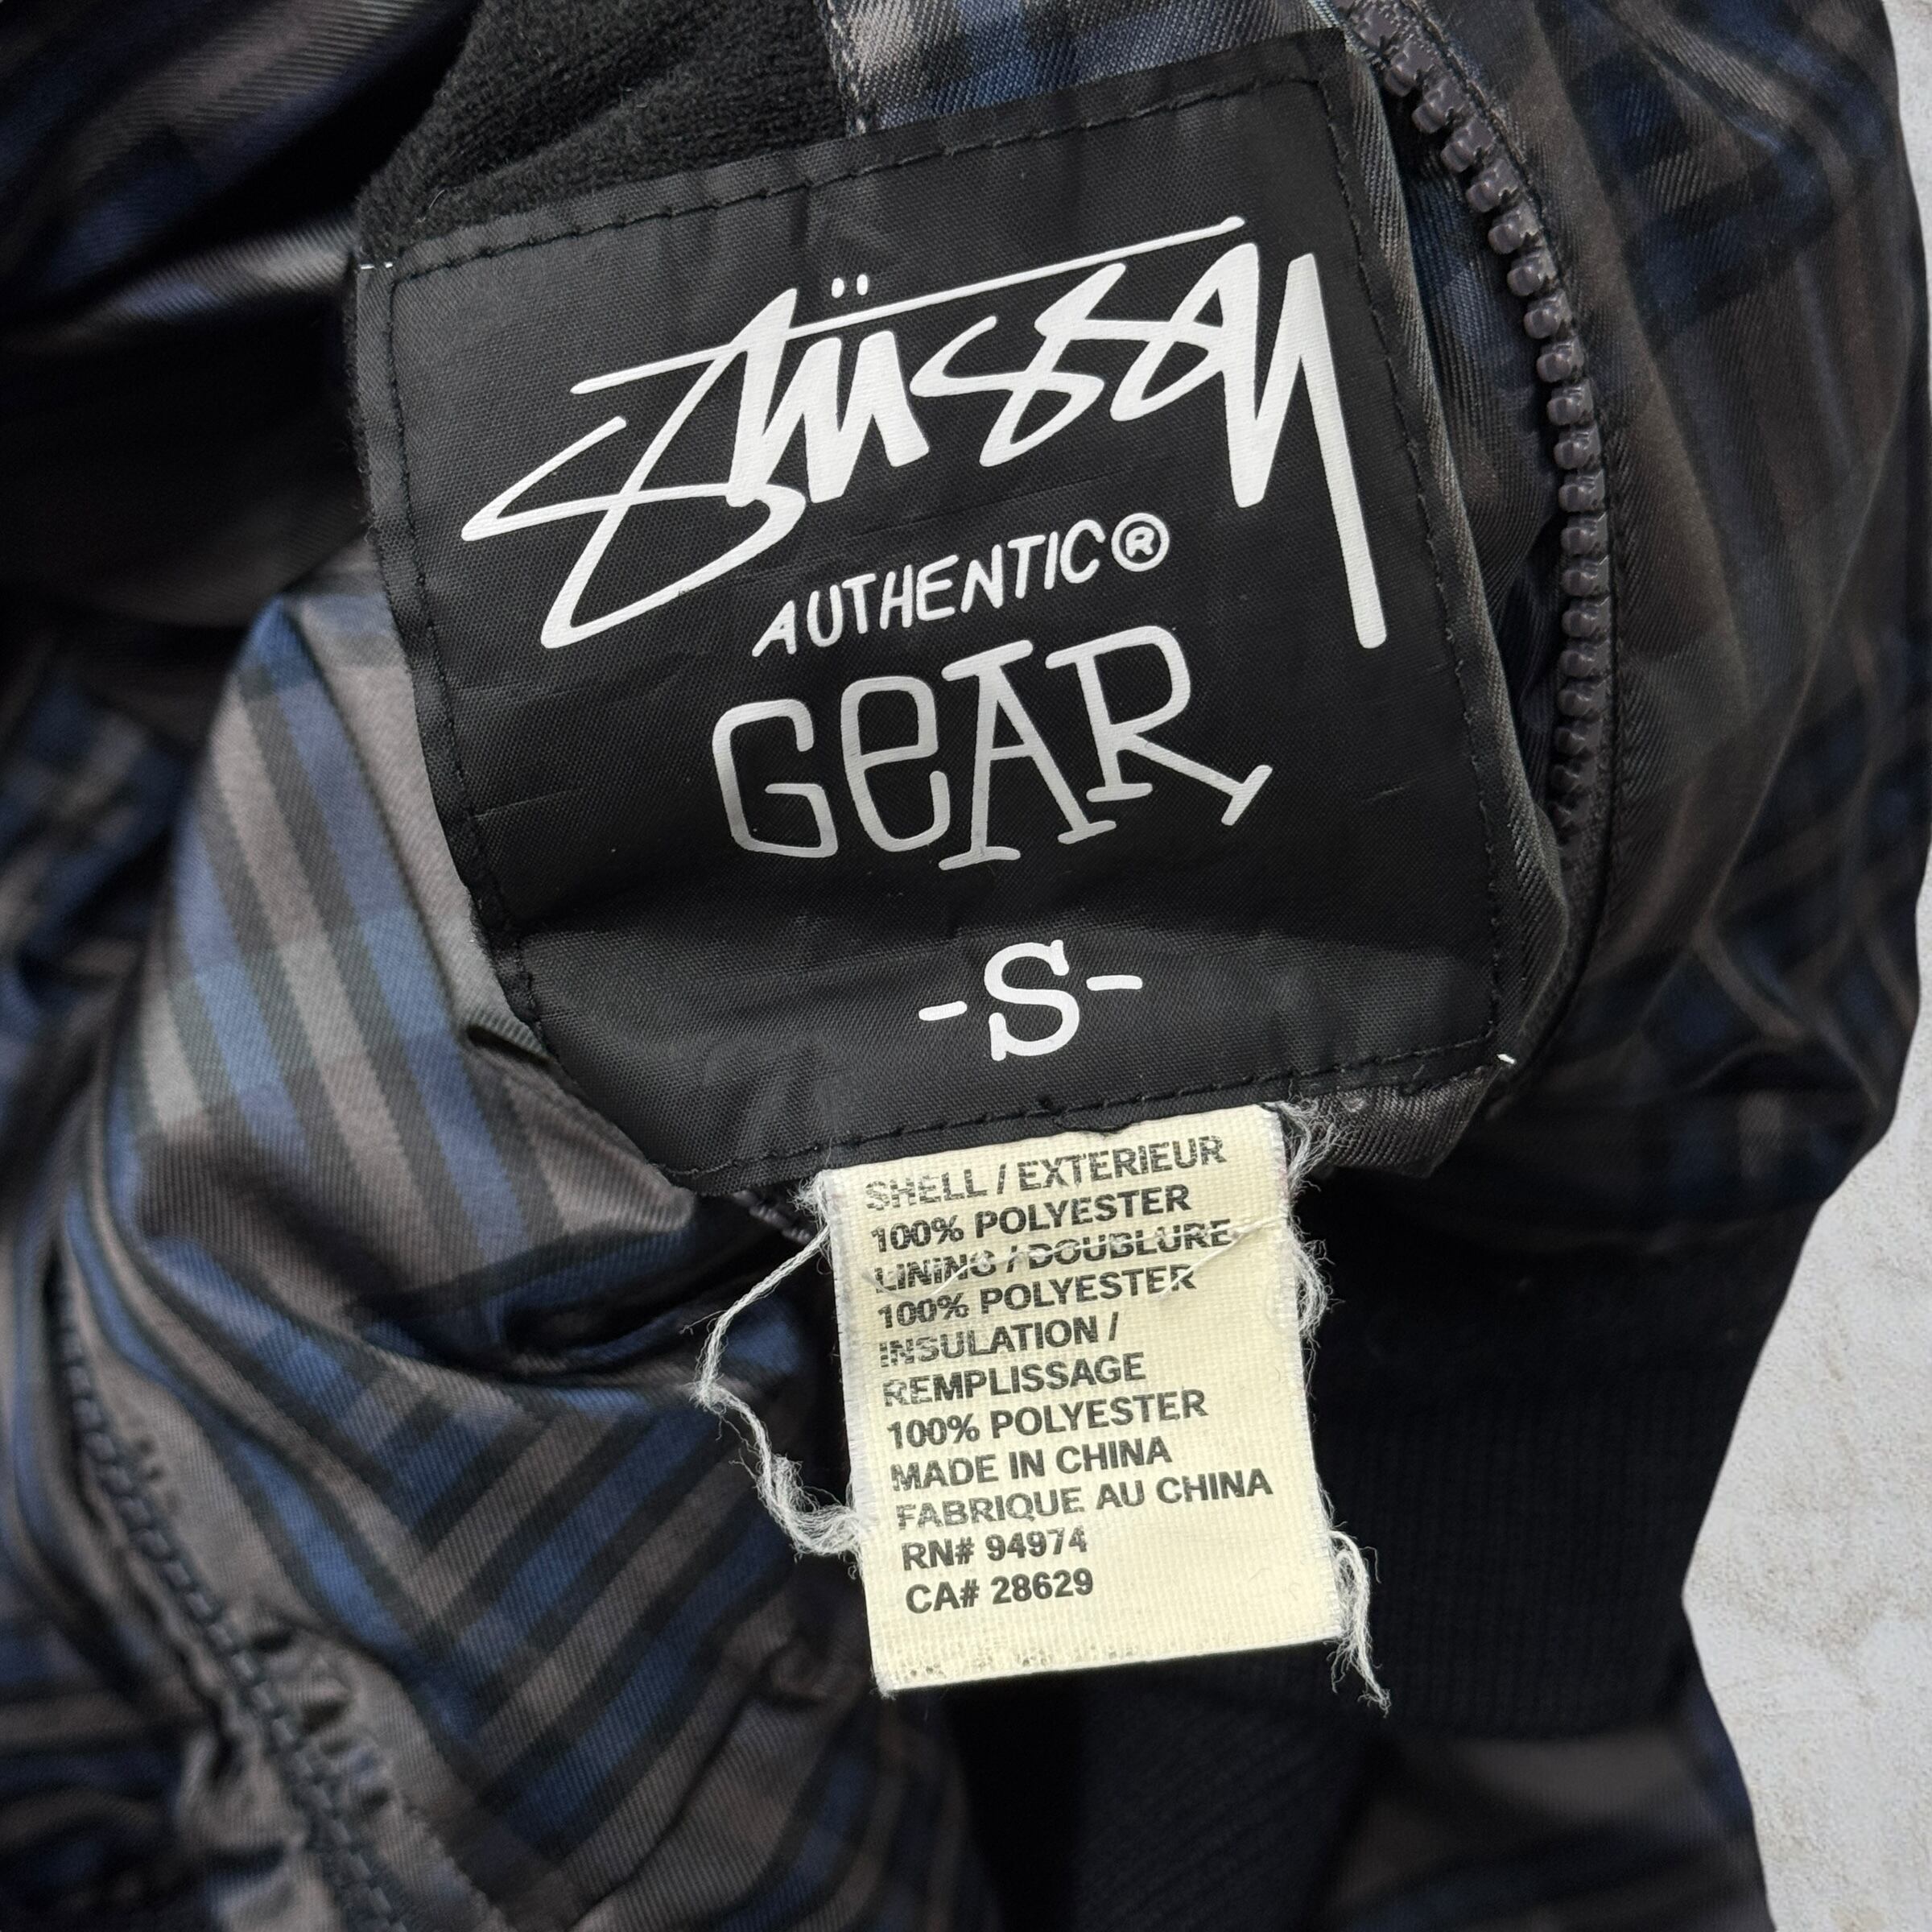 Stüssy
AUTHENTIC®
GeAR
-S-
SHELL / EXTERIEUR
100% POLYESTER
LINING / DOUBLURE
100% POLYESTER
INSULATION /
REMPLISSAGE
100% POLYESTER
MADE IN CHINA
FABRIQUE AU CHINA
RN# 94974
CA# 28629